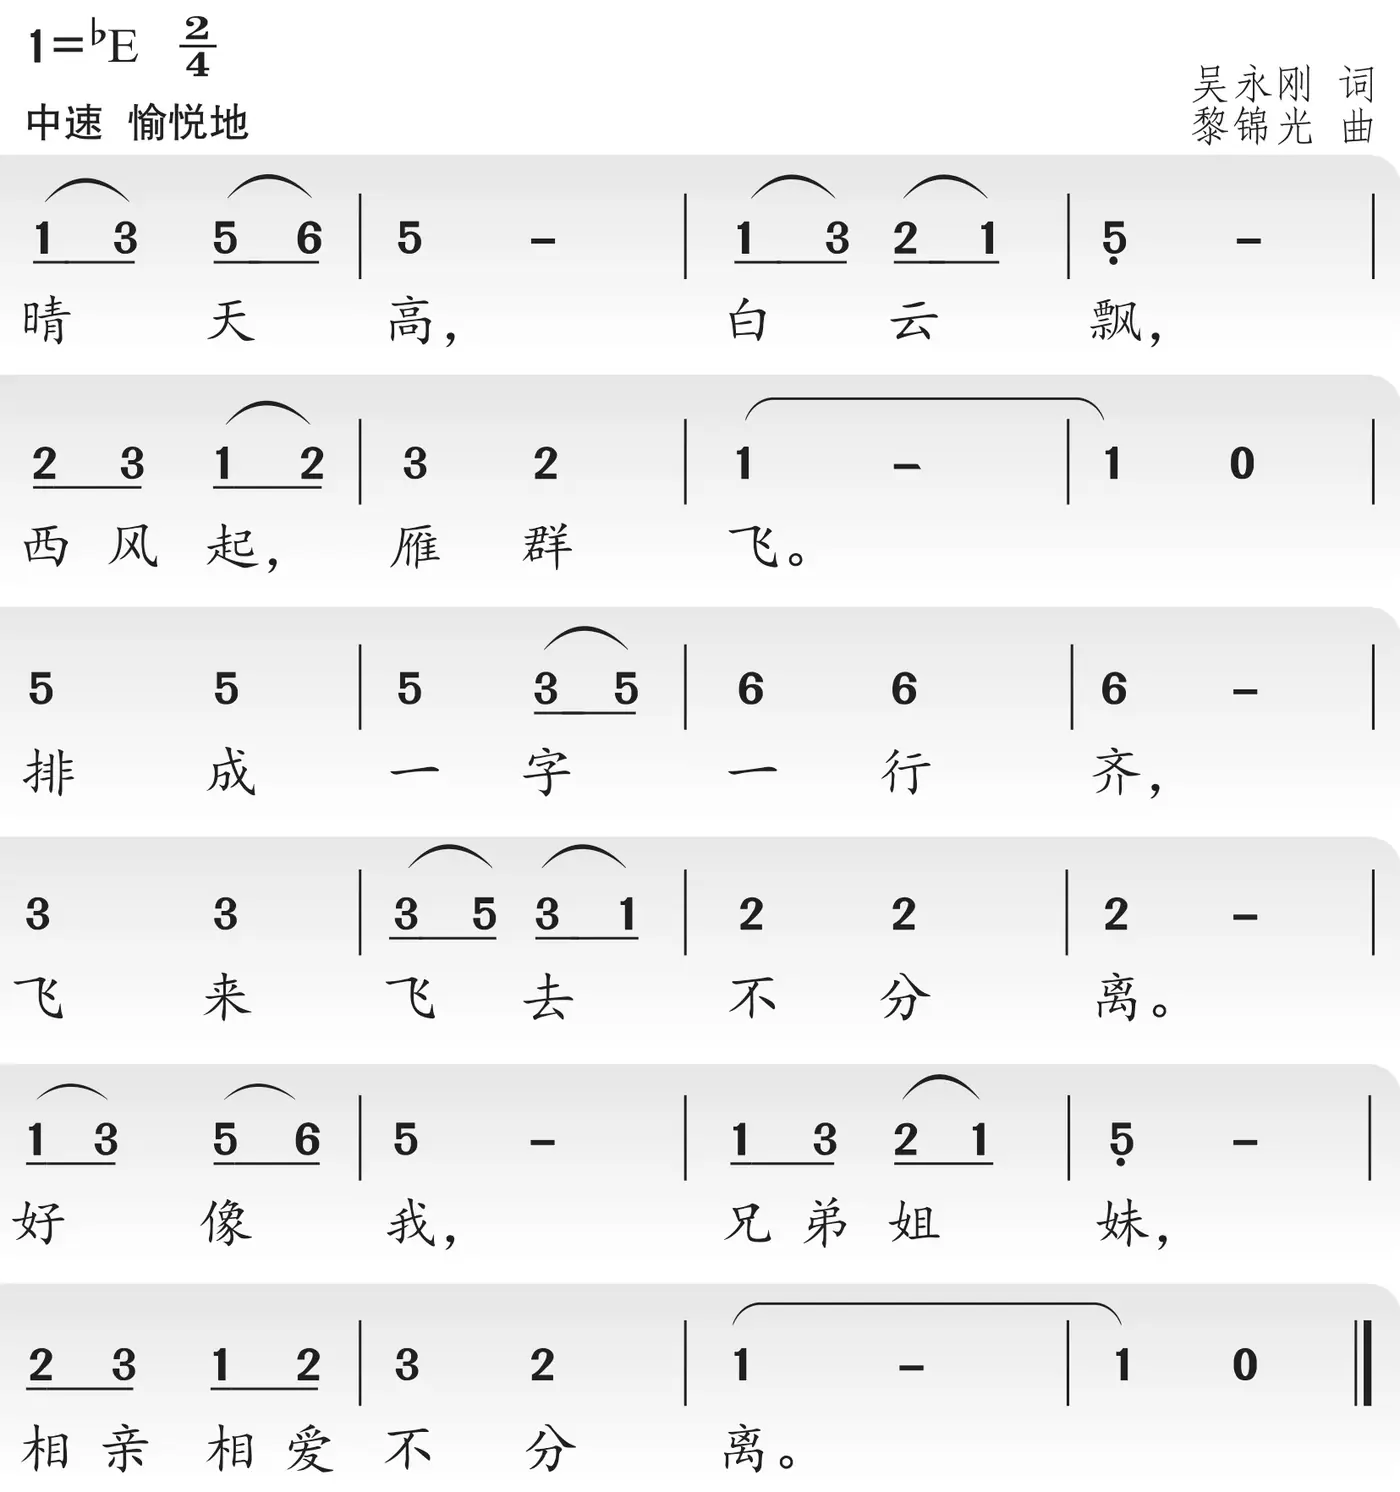 1=♭E 2/4
中速 愉悦地
吴永刚 词
黎锦光 曲
1 3 5 6 | 5 – | 1 3 2 1 | 5̣ – |
晴 天 高， 白 云 飘，
2 3 1 2 | 3 2 | 1 – | 1 0 |
西 风 起， 雁 群 飞。
5 5 | 5 3 5 | 6 6 | 6 – |
排 成 一 字 一 行 齐，
3 3 | 3 5 3 1 | 2 2 | 2 – |
飞 来 飞 去 不 分 离。
1 3 5 6 | 5 – | 1 3 2 1 | 5̣ – |
好 像 我， 兄 弟 姐 妹，
2 3 1 2 | 3 2 | 1 – | 1 0 ‖
相 亲 相 爱 不 分 离。